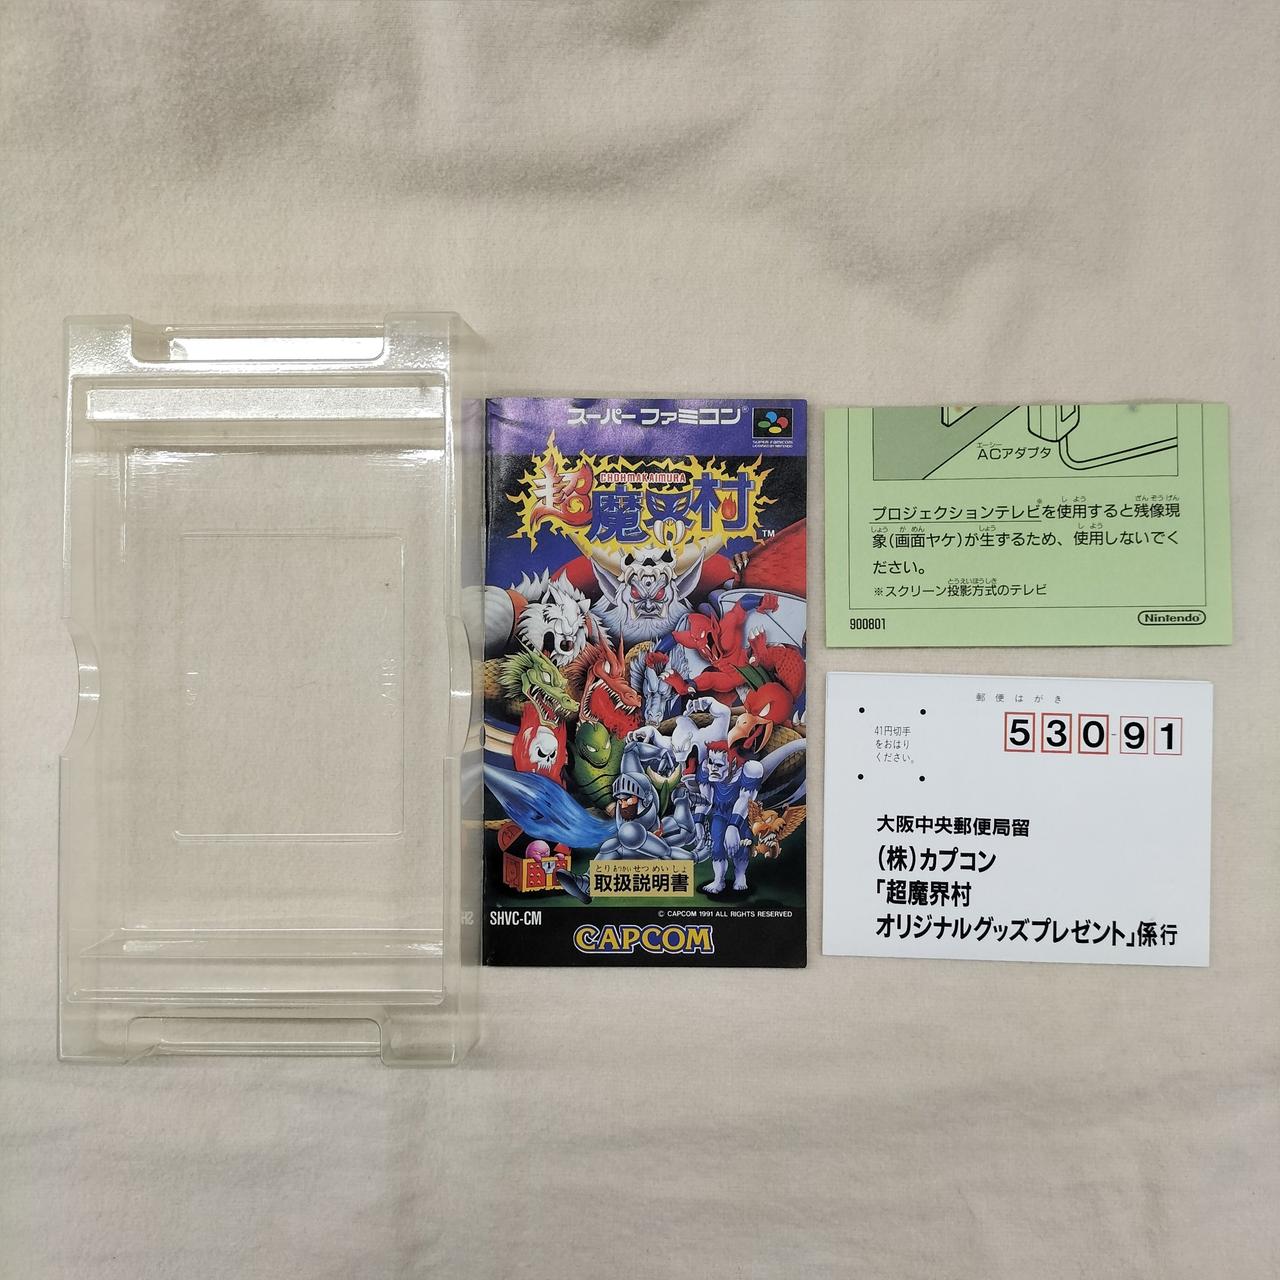 スーパーファミコン®
SUPER FAMICOM
LICENSED BY NINTENDO
CHOHMAKAIMURA
超魔界村
TM
とりあつかいせつめいしょ
取扱説明書
SHVC-CM
© CAPCOM 1991 ALL RIGHTS RESERVED
CAPCOM
エーシー
ACアダプタ
※ しよう ざんぞうげん
プロジェクションテレビを使用すると残像現
しょう が めん しょう しよう
象(画面ヤケ)が生ずるため、使用しないでく
ださい。
とうえいほうしき
※スクリーン投影方式のテレビ
900801
Nintendo®
郵便はがき
41円切手
をおはり
ください。
530-91
大阪中央郵便局留
(株)カプコン
「超魔界村
オリジナルグッズプレゼント」係行